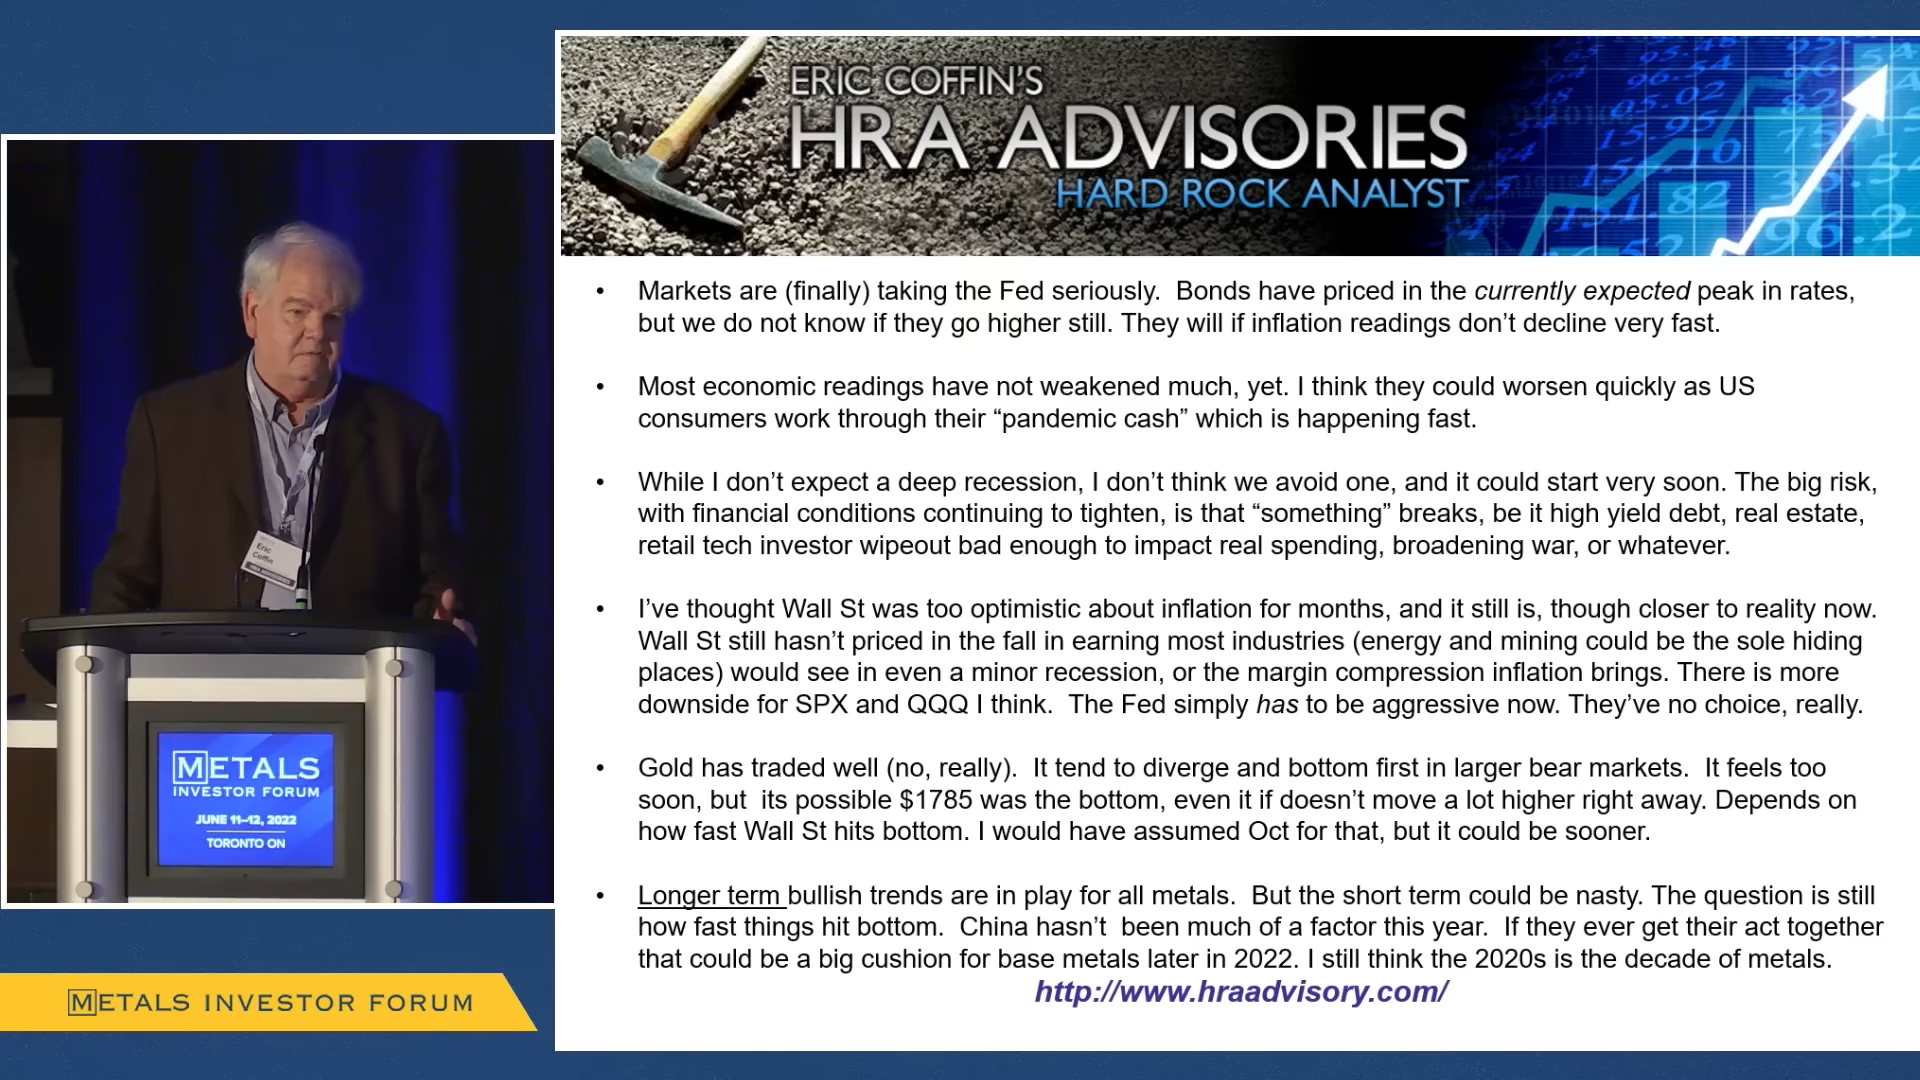 ERIC COFFIN'S
HRA ADVISORIES
HARD ROCK ANALYST
• Markets are (finally) taking the Fed seriously.  Bonds have priced in the currently expected peak in rates,
but we do not know if they go higher still. They will if inflation readings don’t decline very fast.
• Most economic readings have not weakened much, yet. I think they could worsen quickly as US
consumers work through their “pandemic cash” which is happening fast.
• While I don’t expect a deep recession, I don’t think we avoid one, and it could start very soon. The big risk,
with financial conditions continuing to tighten, is that “something” breaks, be it high yield debt, real estate,
retail tech investor wipeout bad enough to impact real spending, broadening war, or whatever.
• I’ve thought Wall St was too optimistic about inflation for months, and it still is, though closer to reality now.
Wall St still hasn’t priced in the fall in earning most industries (energy and mining could be the sole hiding
places) would see in even a minor recession, or the margin compression inflation brings. There is more
downside for SPX and QQQ I think.  The Fed simply has to be aggressive now. They’ve no choice, really.
• Gold has traded well (no, really).  It tend to diverge and bottom first in larger bear markets.  It feels too
soon, but  its possible $1785 was the bottom, even it if doesn’t move a lot higher right away. Depends on
how fast Wall St hits bottom. I would have assumed Oct for that, but it could be sooner.
• Longer term bullish trends are in play for all metals.  But the short term could be nasty. The question is still
how fast things hit bottom.  China hasn’t  been much of a factor this year.  If they ever get their act together
that could be a big cushion for base metals later in 2022. I still think the 2020s is the decade of metals.
http://www.hraadvisory.com/
Eric
Coffin
METALS
INVESTOR FORUM
JUNE 11–12, 2022
TORONTO ON
METALS INVESTOR FORUM